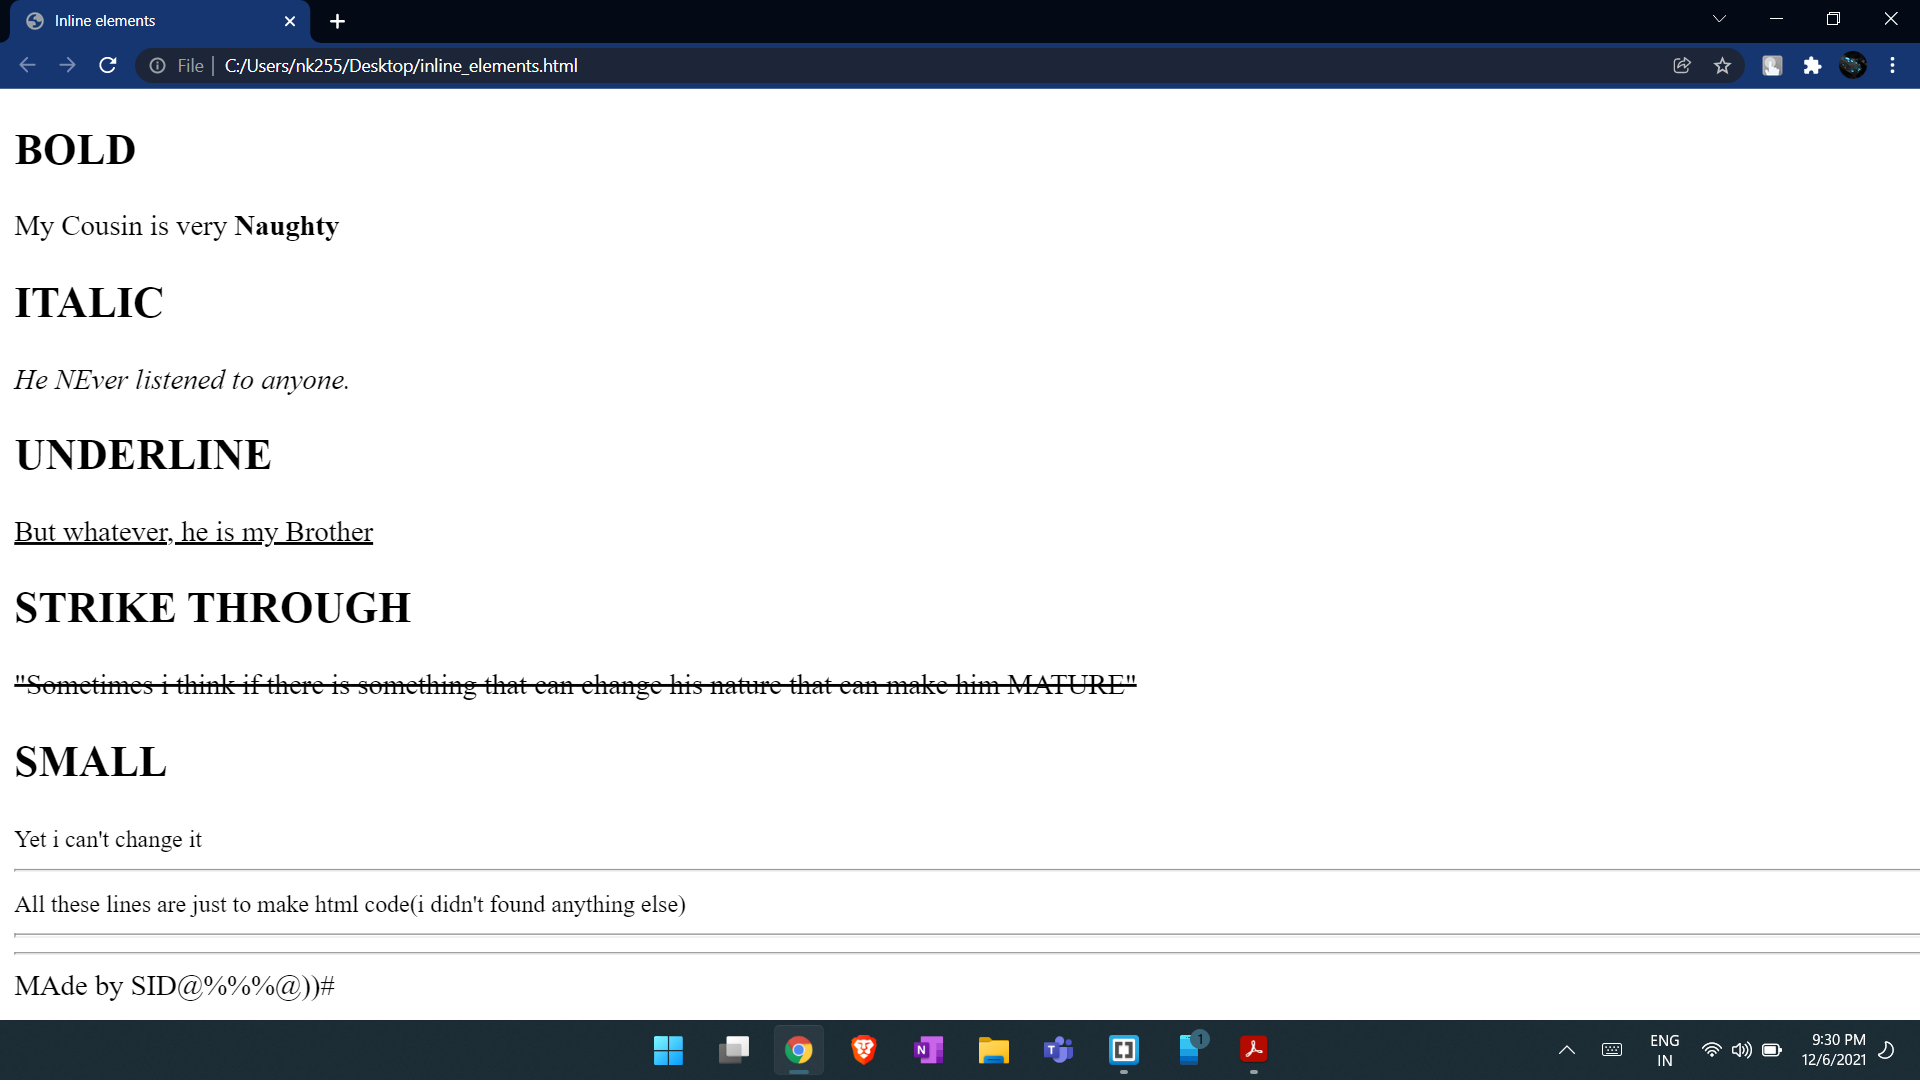 Inline elements
File | C:/Users/nk255/Desktop/inline_elements.html
BOLD
My Cousin is very Naughty
ITALIC
He NEver listened to anyone.
UNDERLINE
But whatever, he is my Brother
STRIKE THROUGH
"Sometimes i think if there is something that can change his nature that can make him MATURE"
SMALL
Yet i can't change it
All these lines are just to make html code(i didn't found anything else)
MAde by SID@%%%@))#
N
T
1
ENG
IN
9:30 PM
12/6/2021